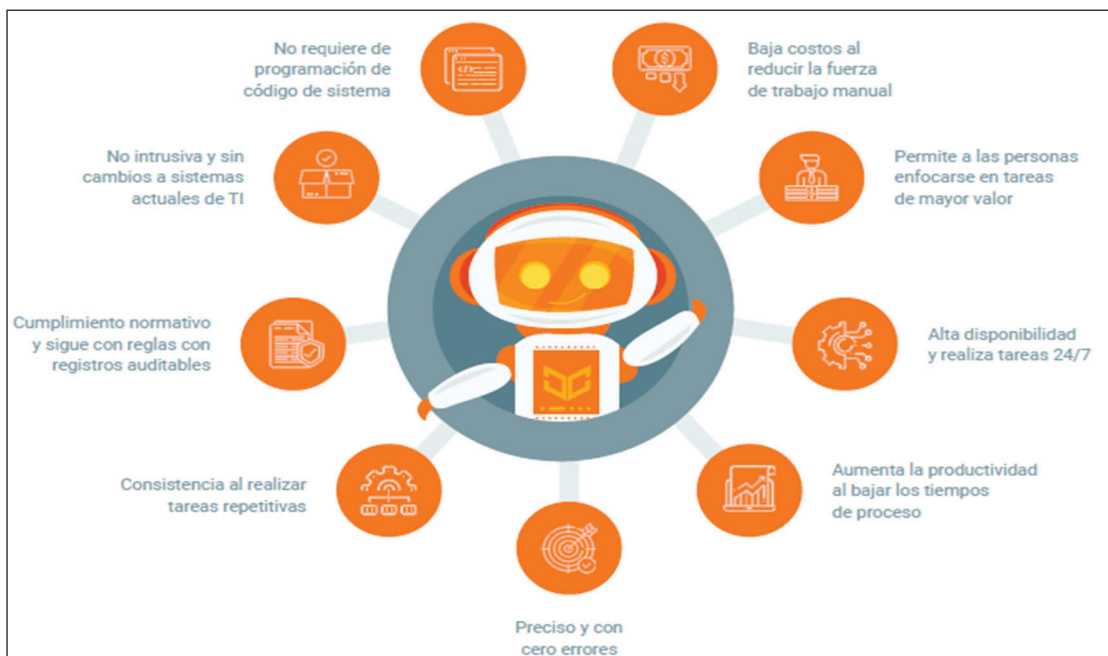 No requiere de
programación de
código de sistema
Baja costos al
reducir la fuerza
de trabajo manual
No intrusiva y sin
cambios a sistemas
actuales de TI
Permite a las personas
enfocarse en tareas
de mayor valor
Cumplimiento normativo
y sigue con reglas con
registros auditables
Alta disponibilidad
y realiza tareas 24/7
Consistencia al realizar
tareas repetitivas
Aumenta la productividad
al bajar los tiempos
de proceso
Preciso y con
cero errores